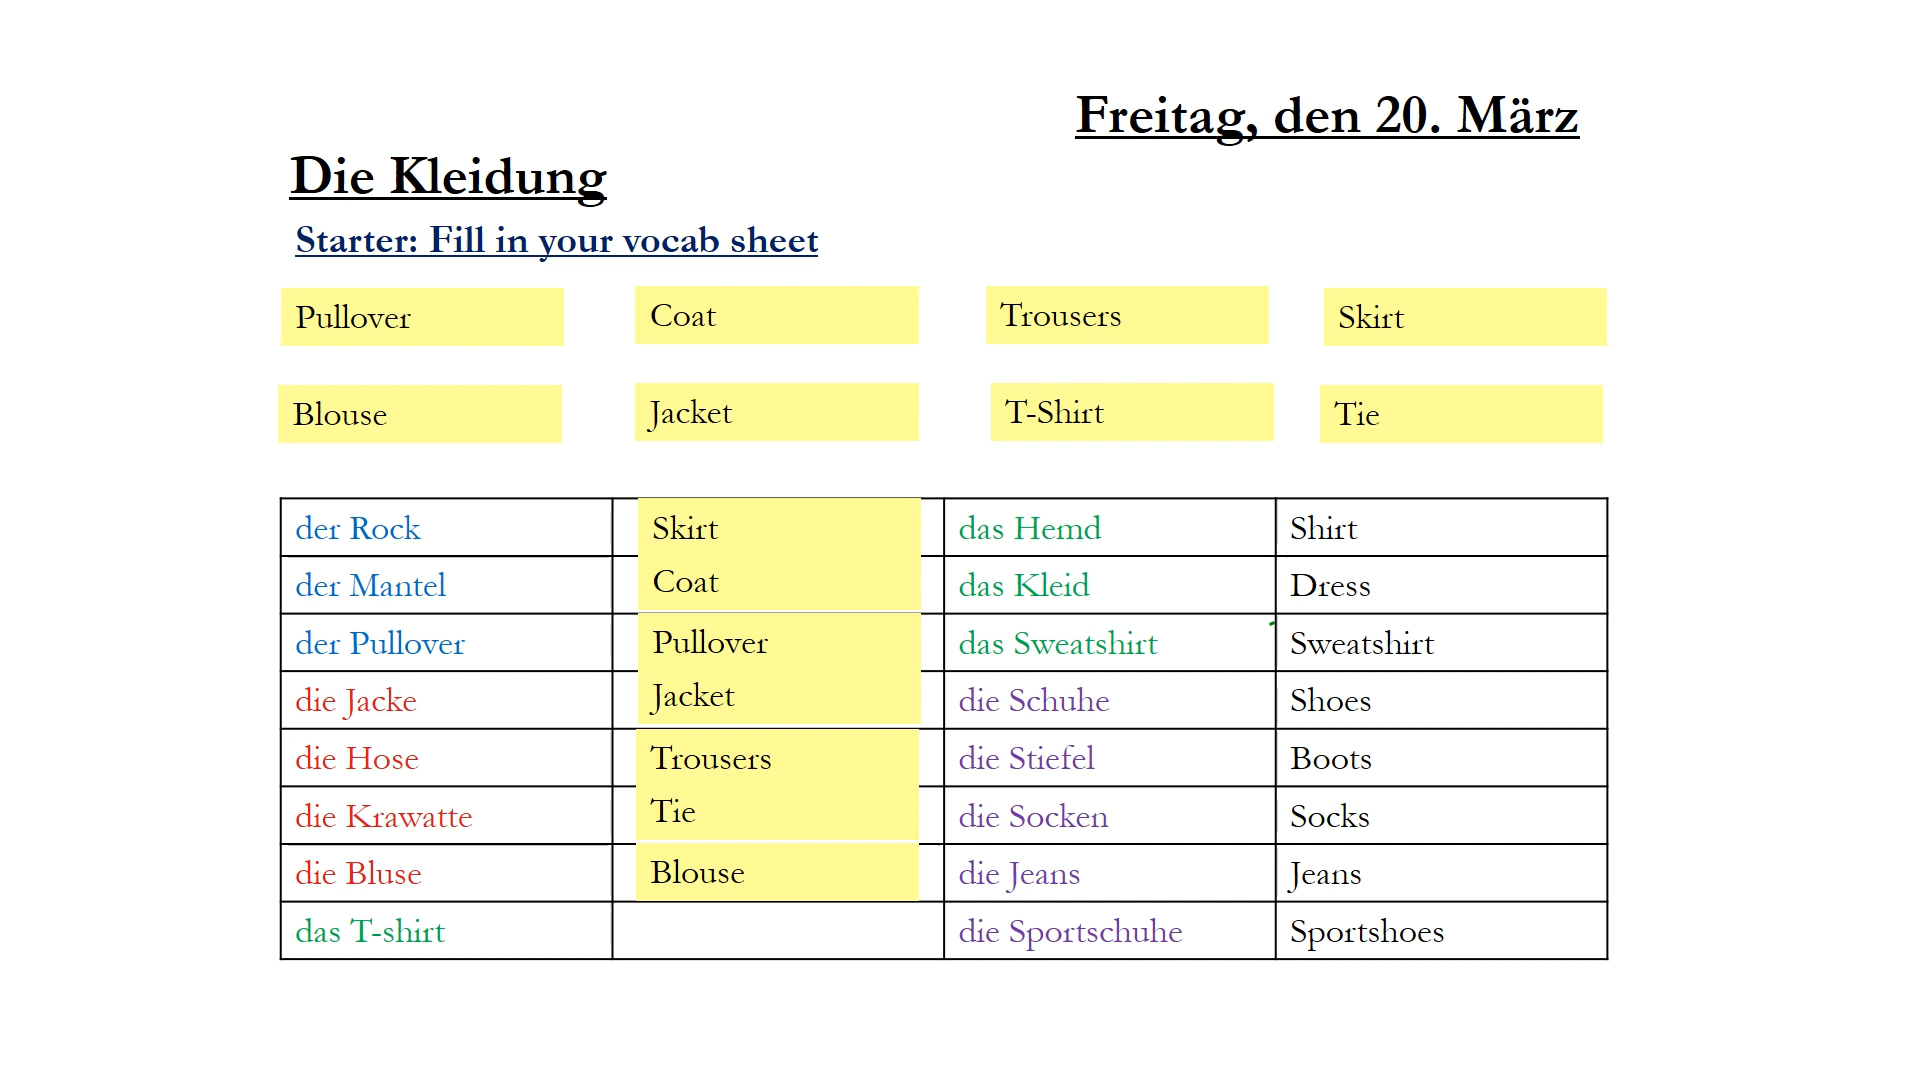 Freitag, den 20. März
Die Kleidung
Starter: Fill in your vocab sheet
Pullover Coat Trousers Skirt
Blouse Jacket T-Shirt Tie
der Rock Skirt das Hemd Shirt
der Mantel Coat das Kleid Dress
der Pullover Pullover das Sweatshirt Sweatshirt
die Jacke Jacket die Schuhe Shoes
die Hose Trousers die Stiefel Boots
die Krawatte Tie die Socken Socks
die Bluse Blouse die Jeans Jeans
das T-shirt die Sportschuhe Sportshoes